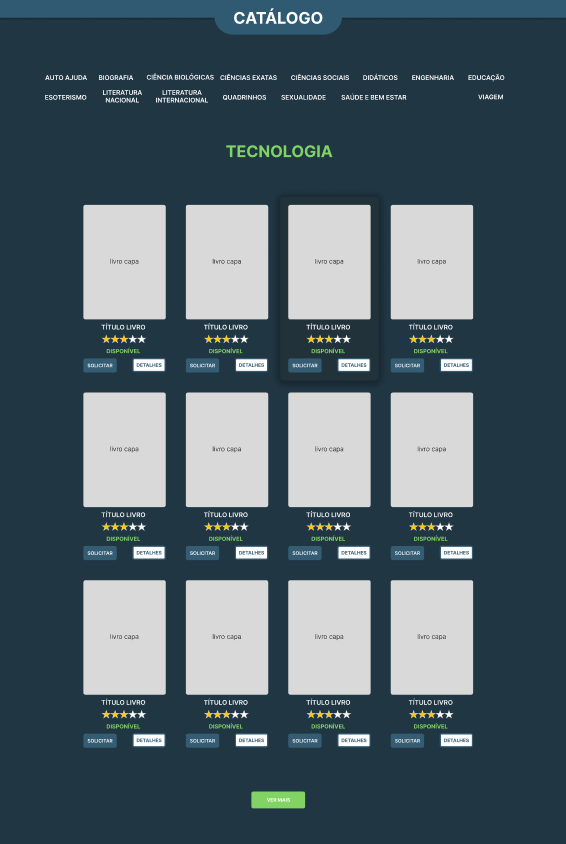 CATÁLOGO
AUTO AJUDA BIOGRAFIA CIÊNCIA BIOLÓGICAS CIÊNCIAS EXATAS CIÊNCIAS SOCIAIS DIDÁTICOS ENGENHARIA EDUCAÇÃO
ESOTERISMO LITERATURA NACIONAL LITERATURA INTERNACIONAL QUADRINHOS SEXUALIDADE SAÚDE E BEM ESTAR VIAGEM
TECNOLOGIA
livro capa livro capa livro capa livro capa
TÍTULO LIVRO TÍTULO LIVRO TÍTULO LIVRO TÍTULO LIVRO
DISPONÍVEL DISPONÍVEL DISPONÍVEL DISPONÍVEL
SOLICITAR DETALHES SOLICITAR DETALHES SOLICITAR DETALHES SOLICITAR DETALHES
livro capa livro capa livro capa livro capa
TÍTULO LIVRO TÍTULO LIVRO TÍTULO LIVRO TÍTULO LIVRO
DISPONÍVEL DISPONÍVEL DISPONÍVEL DISPONÍVEL
SOLICITAR DETALHES SOLICITAR DETALHES SOLICITAR DETALHES SOLICITAR DETALHES
livro capa livro capa livro capa livro capa
TÍTULO LIVRO TÍTULO LIVRO TÍTULO LIVRO TÍTULO LIVRO
DISPONÍVEL DISPONÍVEL DISPONÍVEL DISPONÍVEL
SOLICITAR DETALHES SOLICITAR DETALHES SOLICITAR DETALHES SOLICITAR DETALHES
VER MAIS